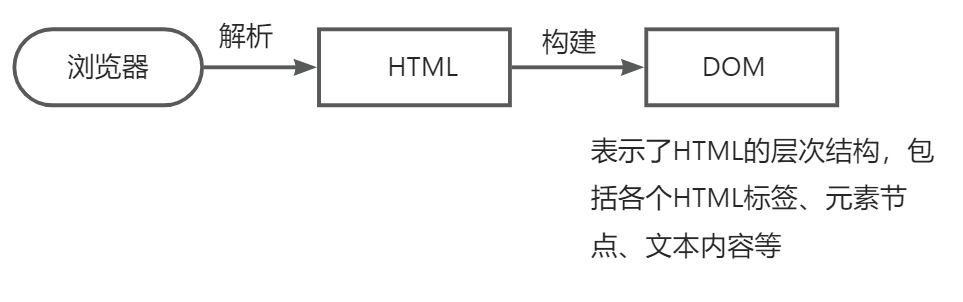 浏览器
解析
HTML
构建
DOM
表示了HTML的层次结构，包
括各个HTML标签、元素节
点、文本内容等